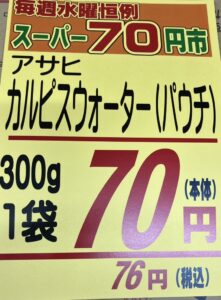 毎週水曜恒例
スーパー70円市
アサヒ
カルピスウォーター(パウチ)
300g
1袋
70円
(本体)
76円(税込)